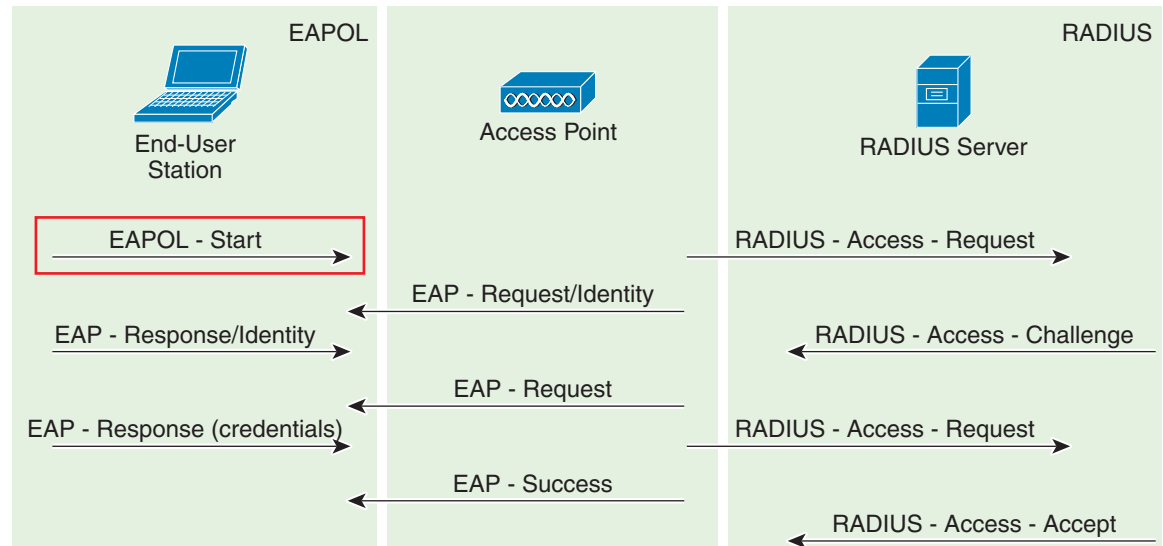 EAPOL
RADIUS
End-User
Station
Access Point
RADIUS Server
EAPOL - Start
RADIUS - Access - Request
EAP - Request/Identity
EAP - Response/Identity
RADIUS - Access - Challenge
EAP - Request
EAP - Response (credentials)
RADIUS - Access - Request
EAP - Success
RADIUS - Access - Accept